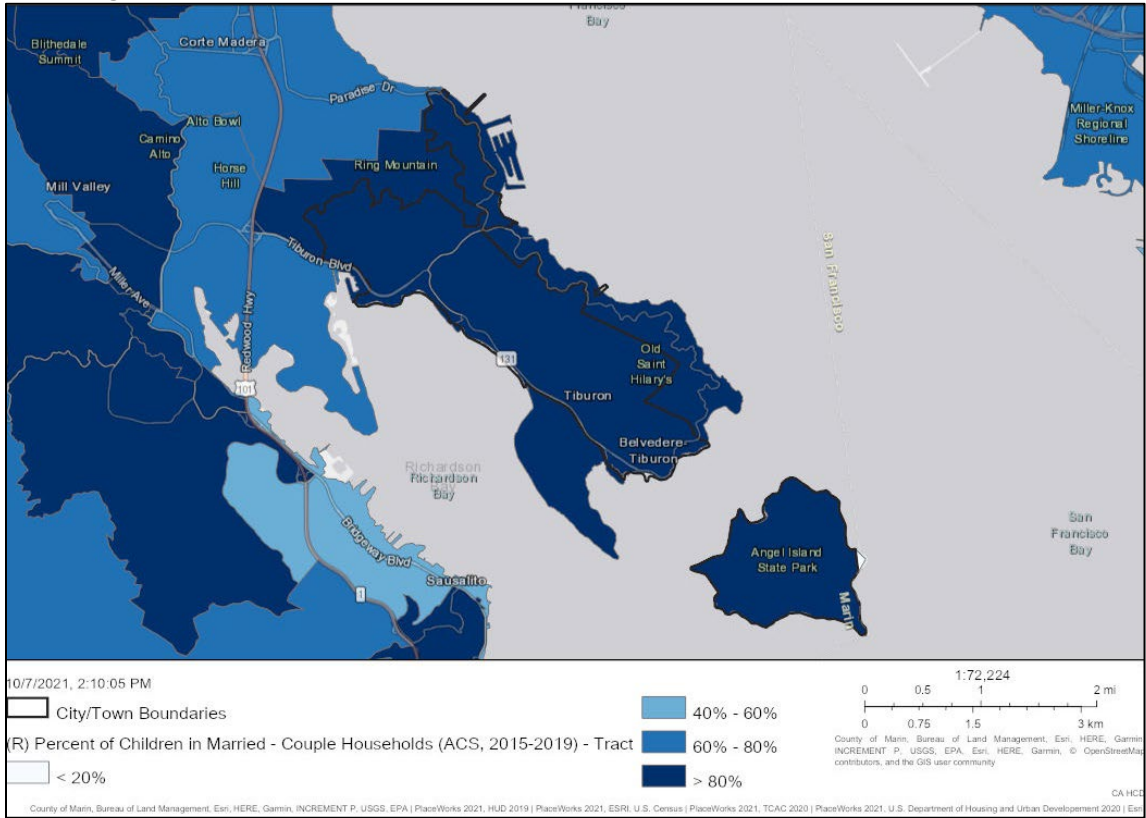 Francisco
Bay
Blithedale
Summit
Corte Madera
Paradise Dr
Miller-Knox
Regional
Shoreline
Alto Bowl
Camino
Alto
Ring Mountain
Horse
Hill
Mill Valley
Tiburon Blvd
San Francisco
Miller Ave
Redwood Hwy
Old
Saint
Hilary's
131
101
Tiburon
Belvedere-
Tiburon
Richardson
Bay
Richardson
Bay
San
Francisco
Bay
Angel Island
State Park
Bridgeway Blvd
Sausalito
1
Marin
10/7/2021, 2:10:05 PM
City/Town Boundaries
(R) Percent of Children in Married - Couple Households (ACS, 2015-2019) - Tract
< 20%
40% - 60%
60% - 80%
> 80%
1:72,224
0 0.5 1 2 mi
0 0.75 1.5 3 km
County of Marin, Bureau of Land Management, Esri, HERE, Garmin,
INCREMENT P, USGS, EPA, Esri, HERE, Garmin, © OpenStreetMap
contributors, and the GIS user community
CA HCD
County of Marin, Bureau of Land Management, Esri, HERE, Garmin, INCREMENT P, USGS, EPA | PlaceWorks 2021, HUD 2019 | PlaceWorks 2021, ESRI, U.S. Census | PlaceWorks 2021, TCAC 2020 | PlaceWorks 2021, U.S. Department of Housing and Urban Developement 2020 | Esri